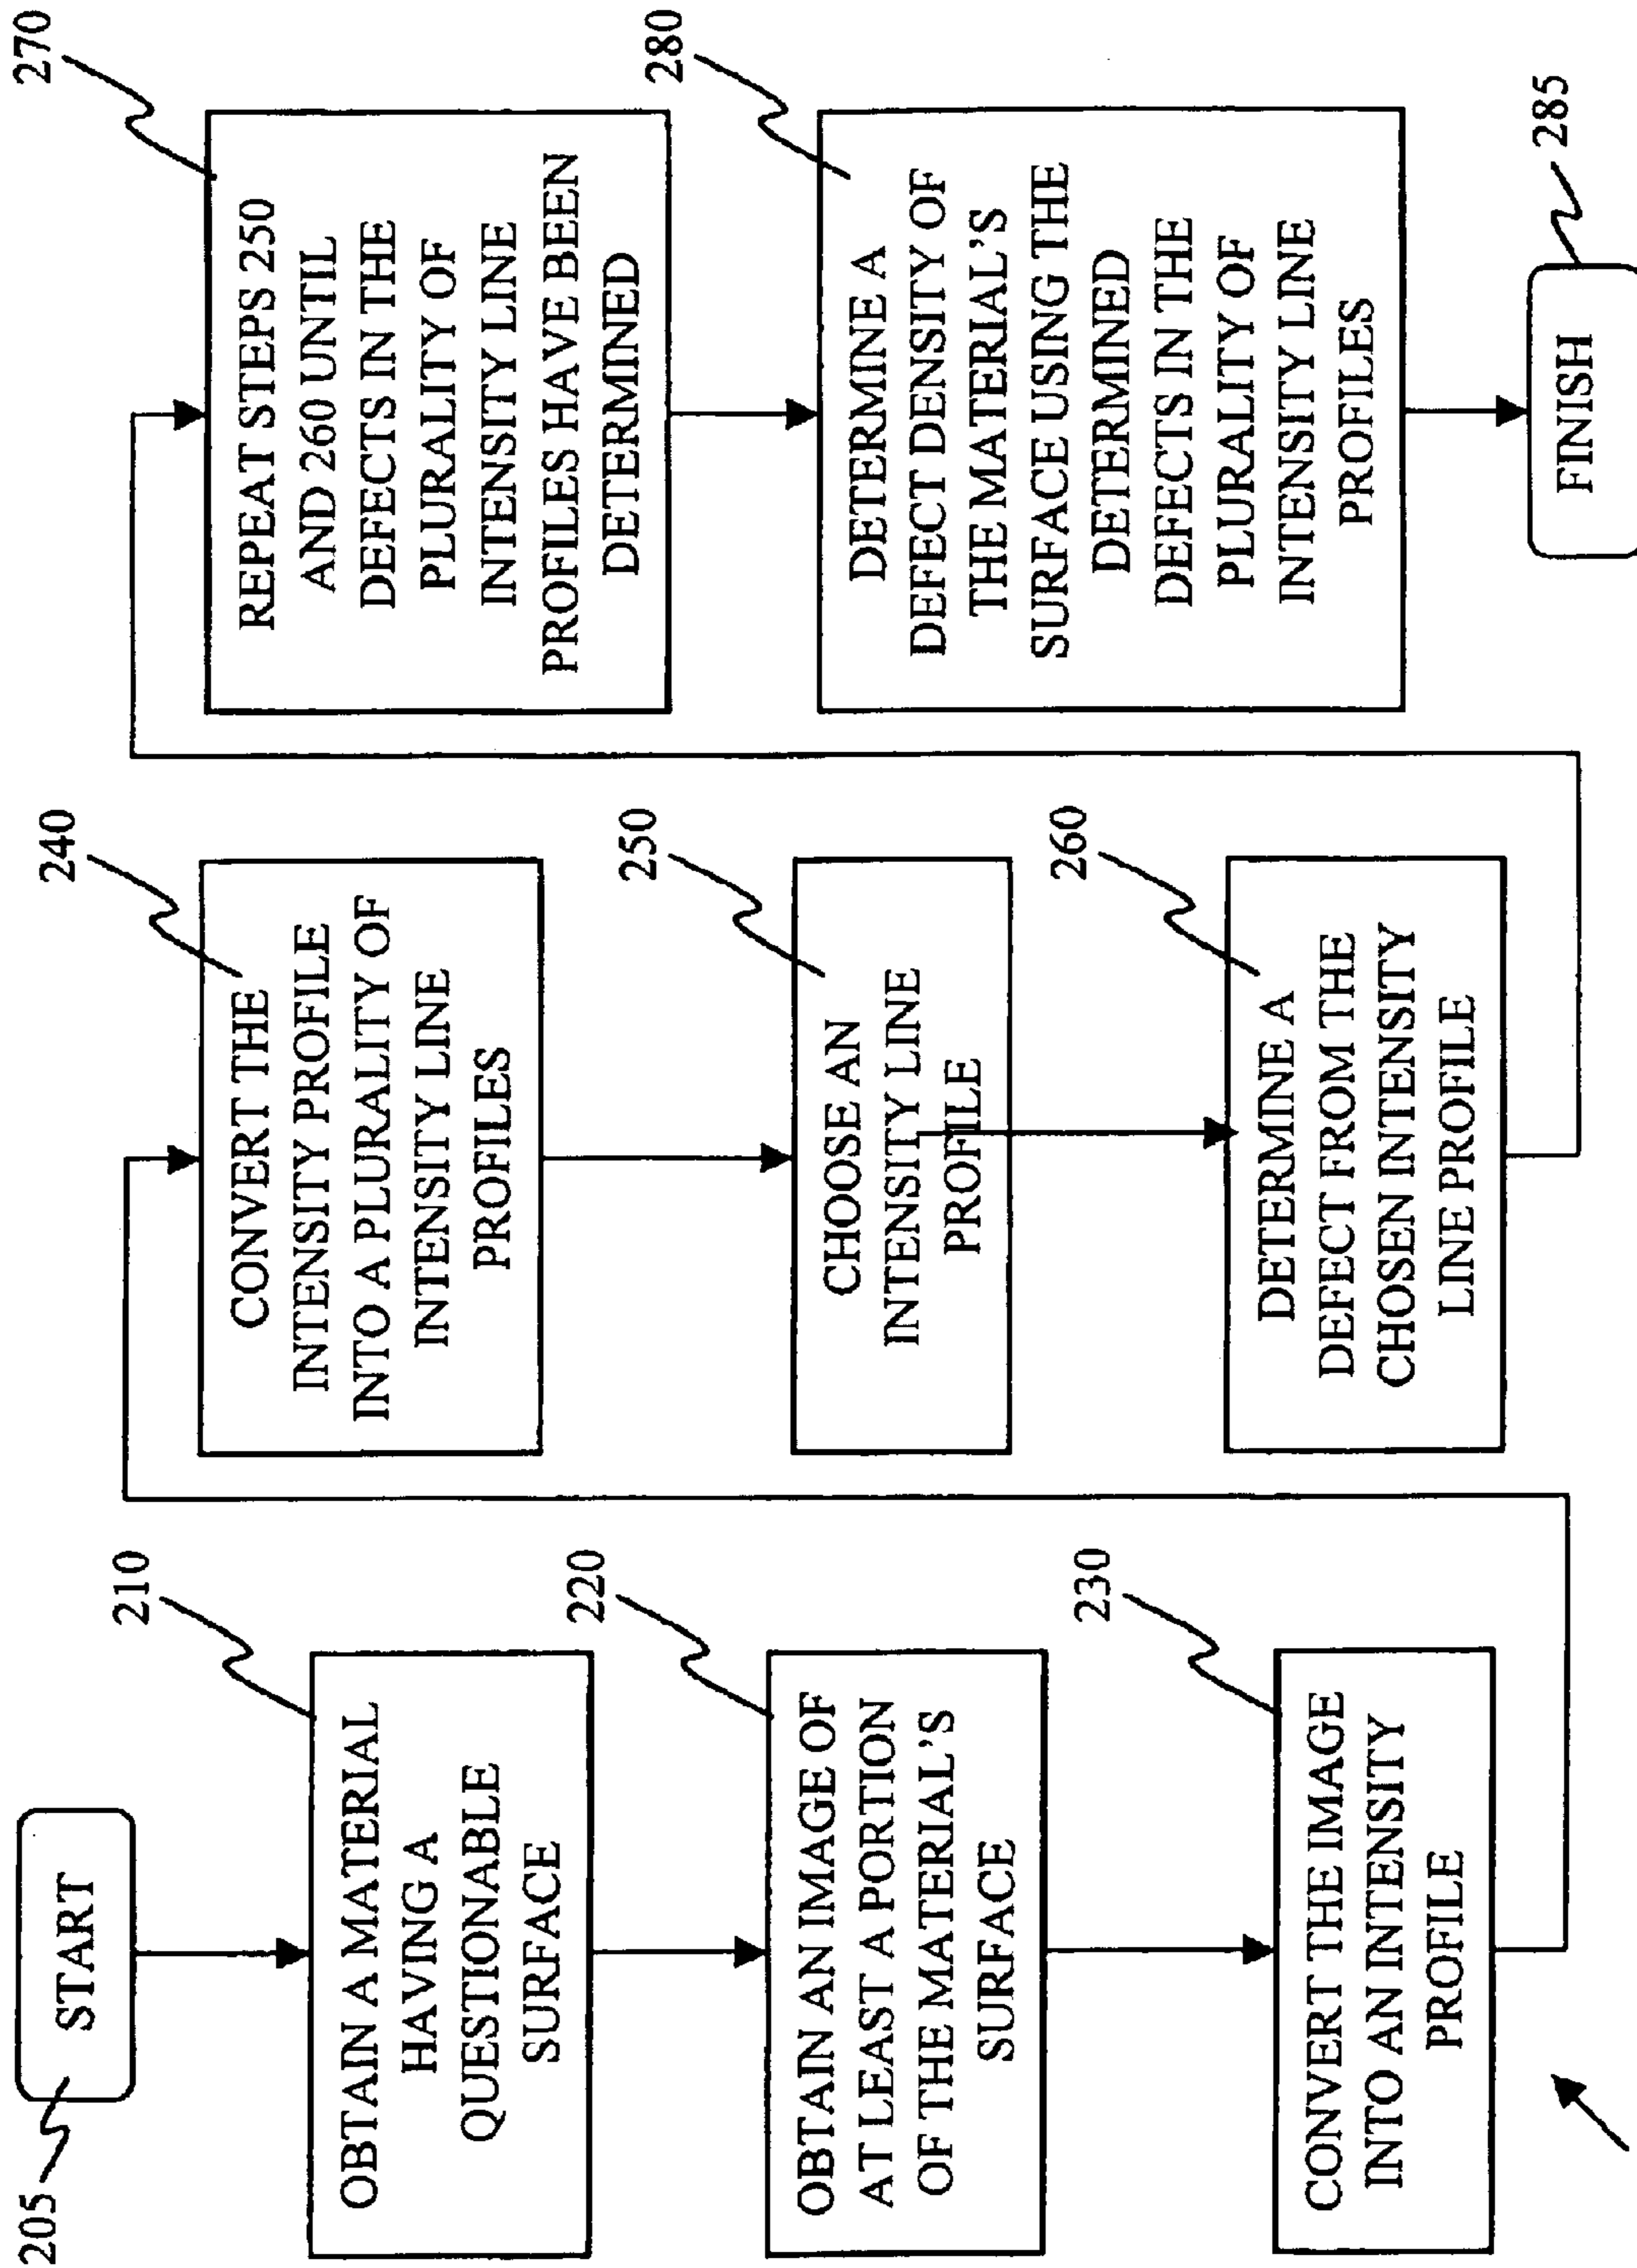 205
START
210
OBTAIN A MATERIAL
HAVING A
QUESTIONABLE
SURFACE
220
OBTAIN AN IMAGE OF
AT LEAST A PORTION
OF THE MATERIAL'S
SURFACE
230
CONVERT THE IMAGE
INTO AN INTENSITY
PROFILE
240
CONVERT THE
INTENSITY PROFILE
INTO A PLURALITY OF
INTENSITY LINE
PROFILES
250
CHOOSE AN
INTENSITY LINE
PROFILE
260
DETERMINE A
DEFECT FROM THE
CHOSEN INTENSITY
LINE PROFILE
270
REPEAT STEPS 250
AND 260 UNTIL
DEFECTS IN THE
PLURALITY OF
INTENSITY LINE
PROFILES HAVE BEEN
DETERMINED
280
DETERMINE A
DEFECT DENSITY OF
THE MATERIAL'S
SURFACE USING THE
DETERMINED
DEFECTS IN THE
PLURALITY OF
INTENSITY LINE
PROFILES
285
FINISH